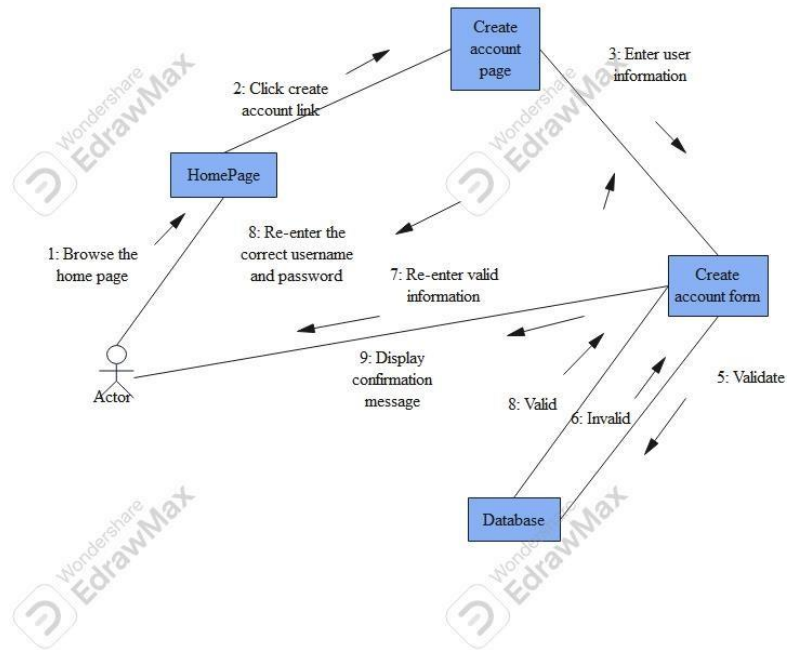 Create
account
page
3: Enter user
information
2: Click create
account link
Wondershare
EdrawMax
Wondershare
EdrawMax
HomePage
1: Browse the
home page
8: Re-enter the
correct username
and password
7: Re-enter valid
information
Create
account form
9: Display
confirmation
message
Actor
8: Valid
6: Invalid
5: Validate
Database
Wondershare
EdrawMax
Wondershare
EdrawMax